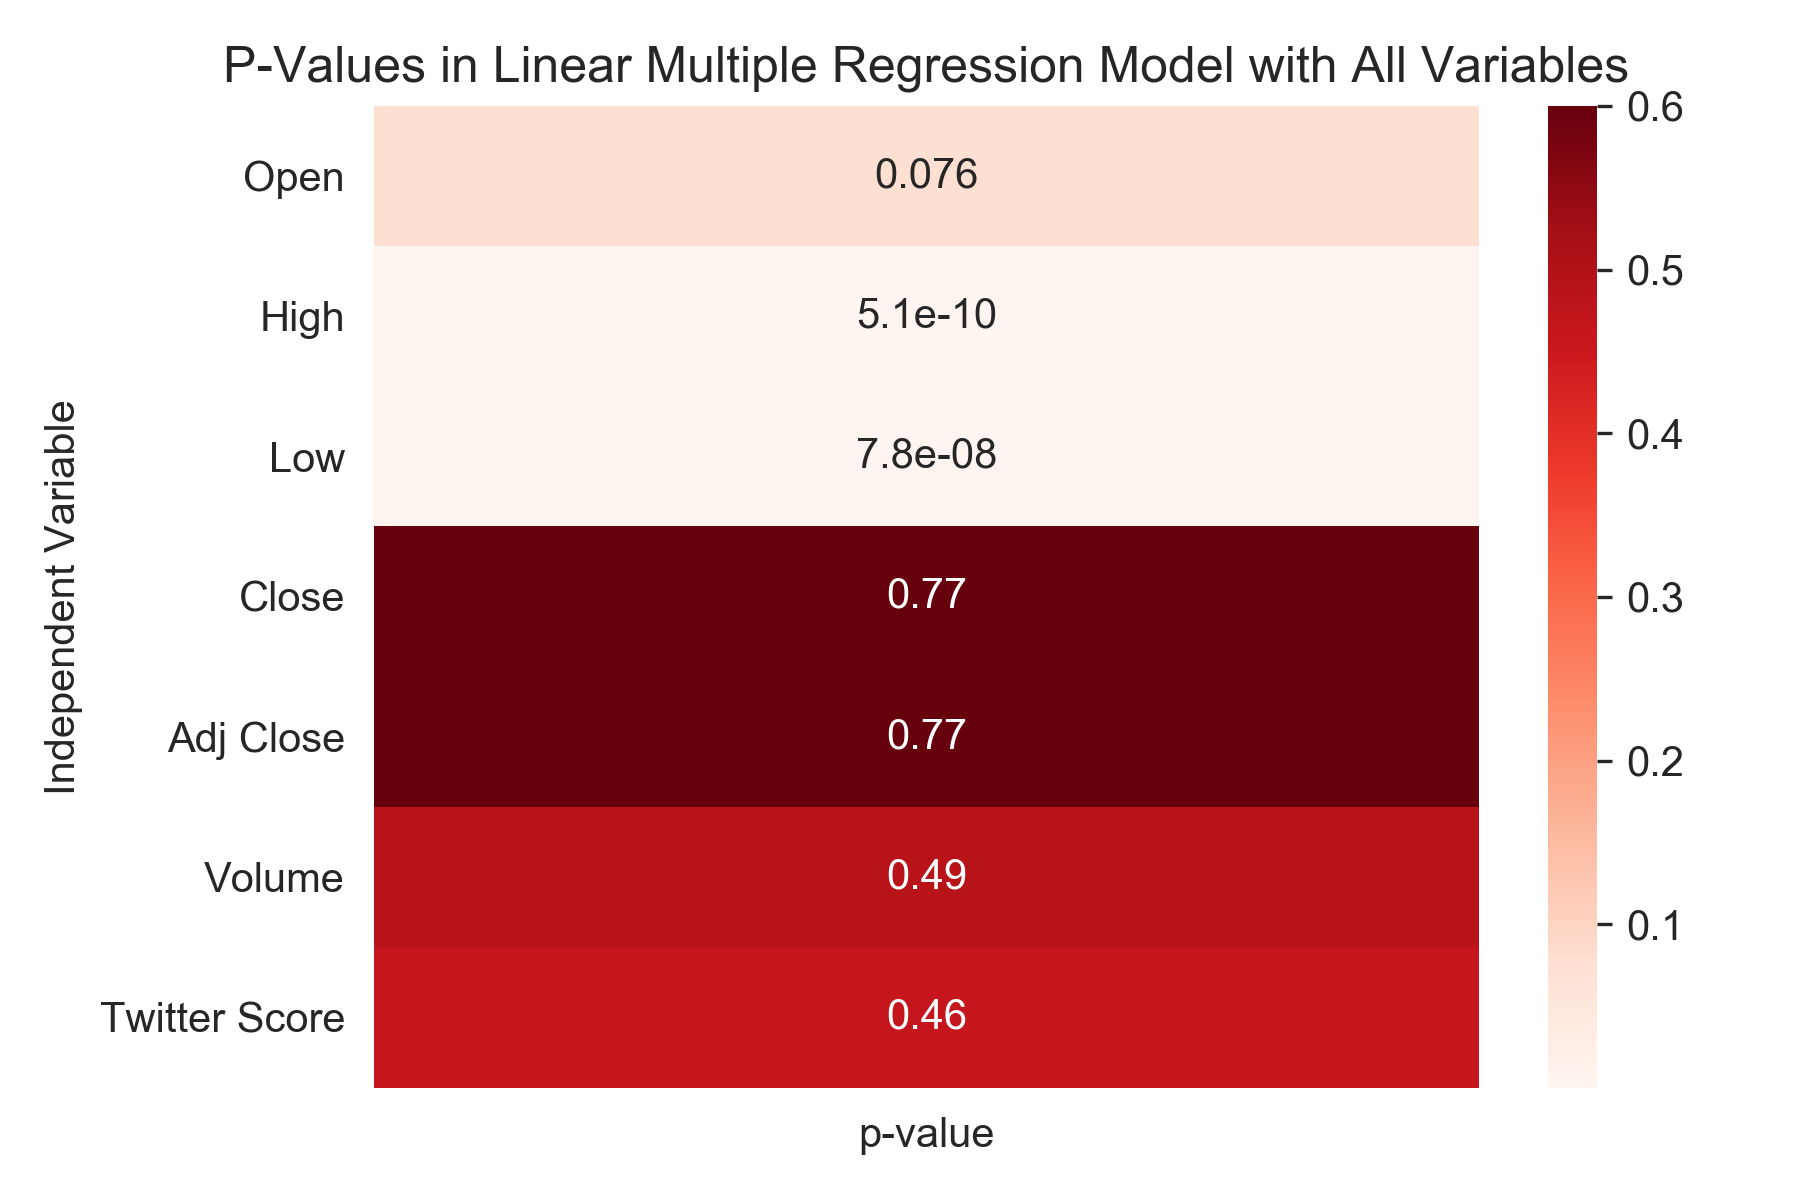 P-Values in Linear Multiple Regression Model with All Variables
Independent Variable
Open 0.076
High 5.1e-10
Low 7.8e-08
Close 0.77
Adj Close 0.77
Volume 0.49
Twitter Score 0.46
p-value
0.6
0.5
0.4
0.3
0.2
0.1